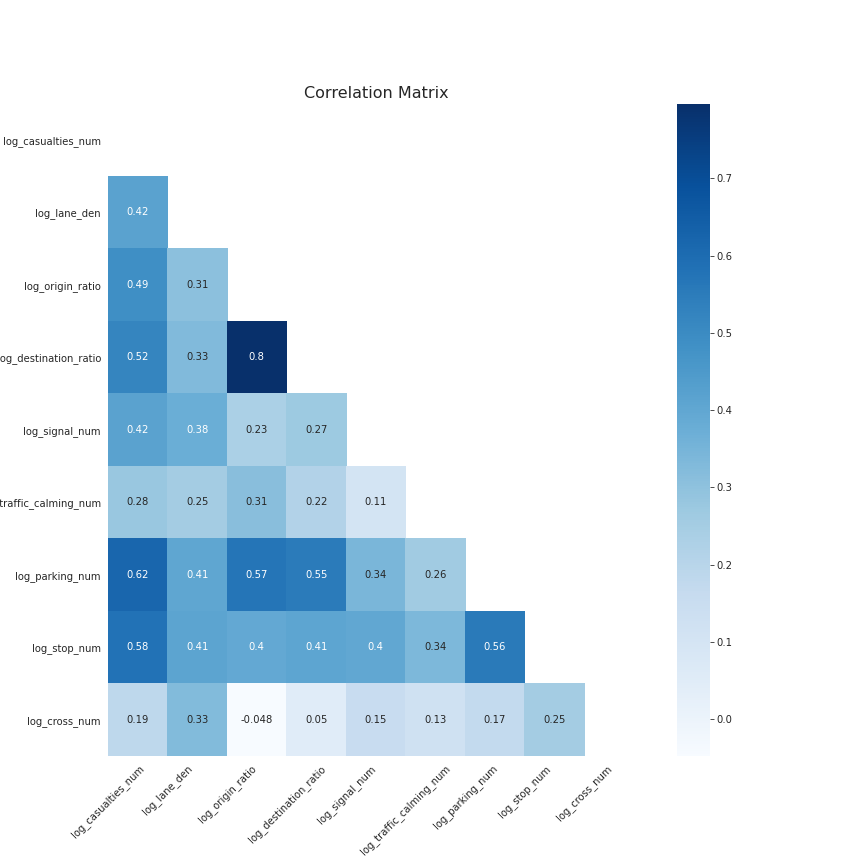 Correlation Matrix
log_casualties_num
log_lane_den 0.42
log_origin_ratio 0.49 0.31
og_destination_ratio 0.52 0.33 0.8
log_signal_num 0.42 0.38 0.23 0.27
traffic_calming_num 0.28 0.25 0.31 0.22 0.11
log_parking_num 0.62 0.41 0.57 0.55 0.34 0.26
log_stop_num 0.58 0.41 0.4 0.41 0.4 0.34 0.56
log_cross_num 0.19 0.33 -0.048 0.05 0.15 0.13 0.17 0.25
log_casualties_num
log_lane_den
log_origin_ratio
log_destination_ratio
log_signal_num
log_traffic_calming_num
log_parking_num
log_stop_num
log_cross_num
0.7
0.6
0.5
0.4
0.3
0.2
0.1
0.0